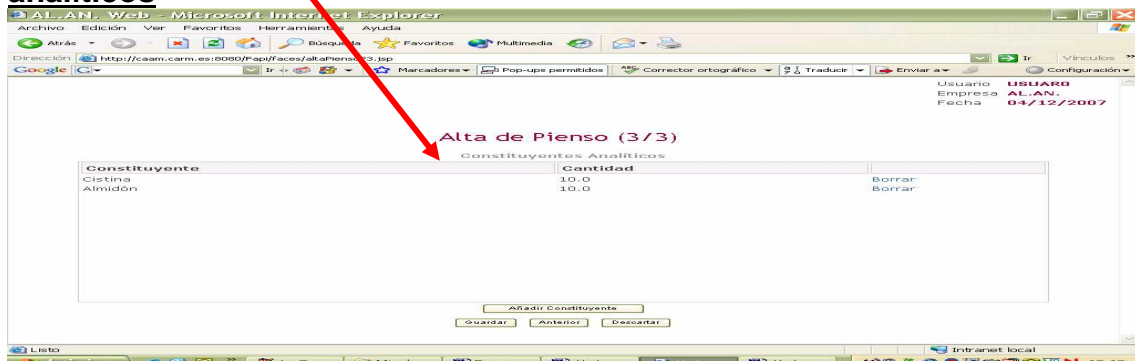 analíticos
AL.AN. Web - Microsoft Internet Explorer
Archivo Edición Ver Favoritos Herramientas Ayuda
Atrás Búsqueda Favoritos Multimedia
Dirección http://caam.carm.es:8080/Papi/faces/altaPienso3.jsp Ir Vínculos »
Google G Ir Marcadores Pop-ups permitidos Corrector ortográfico Traducir Enviar a Configuración
Usuario USUARO
Empresa AL.AN.
Fecha 04/12/2007
Alta de Pienso (3/3)
Constituyentes Analíticos
Constituyente Cantidad
Cistina 10.0 Borrar
Almidón 10.0 Borrar
Añadir Constituyente
Guardar Anterior Descartar
Listo Intranet local